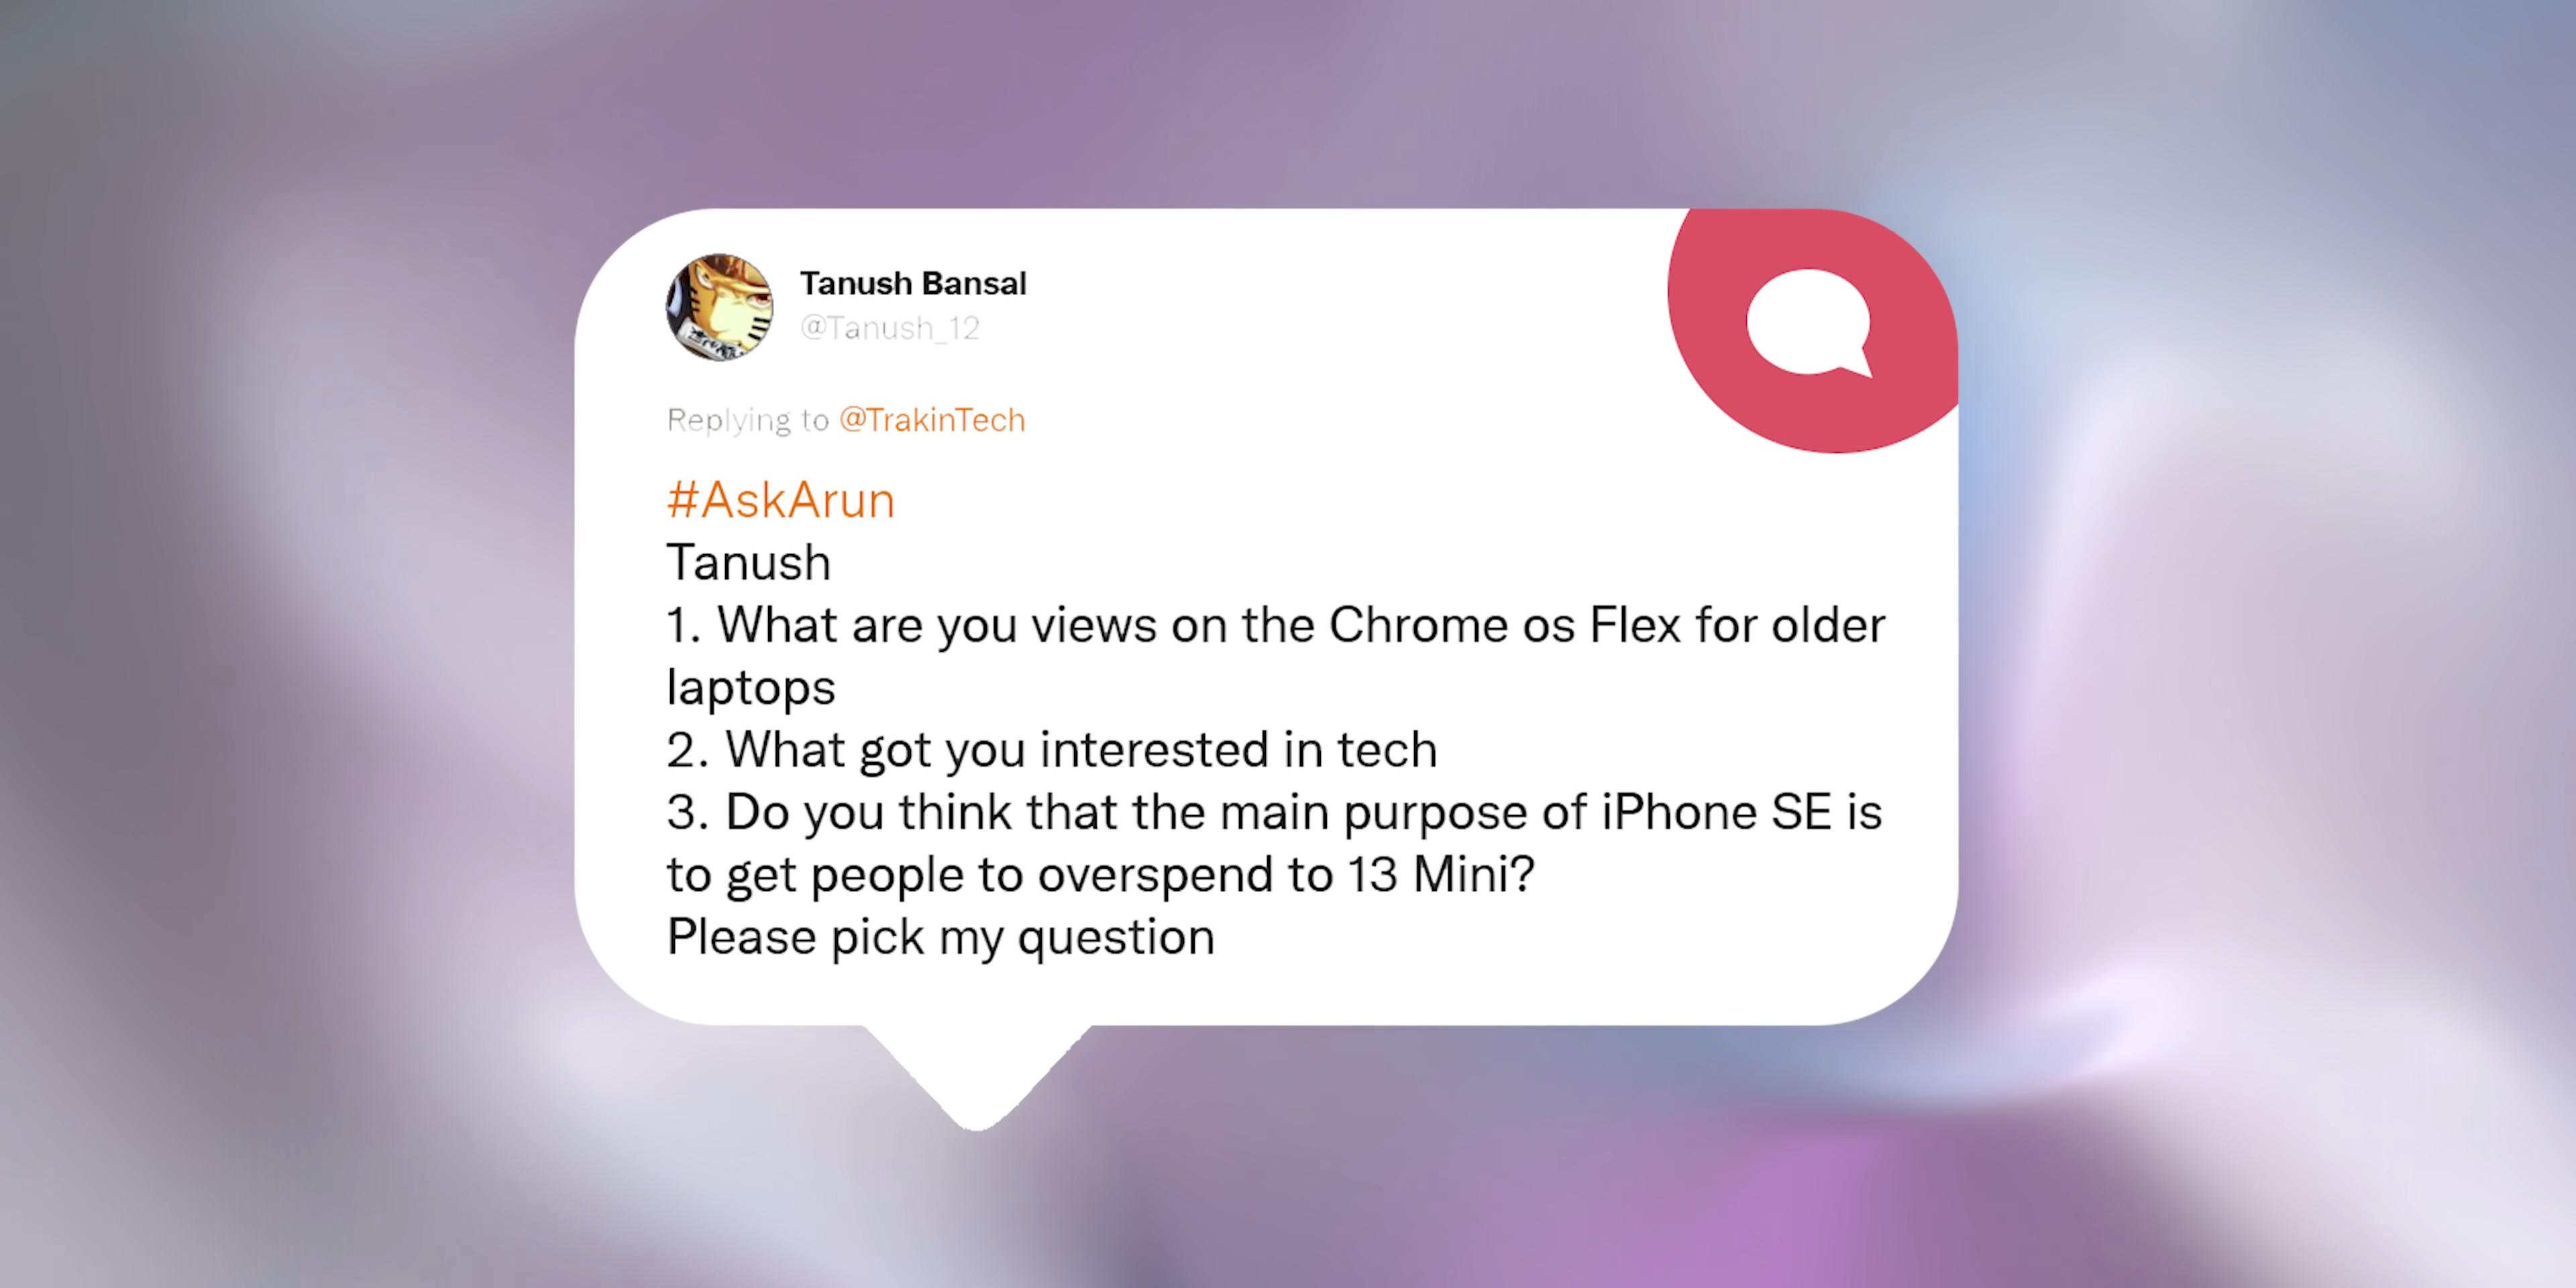 Tanush Bansal
@Tanush_12
Replying to @TrakinTech
#AskArun
Tanush
1. What are you views on the Chrome os Flex for older
laptops
2. What got you interested in tech
3. Do you think that the main purpose of iPhone SE is
to get people to overspend to 13 Mini?
Please pick my question